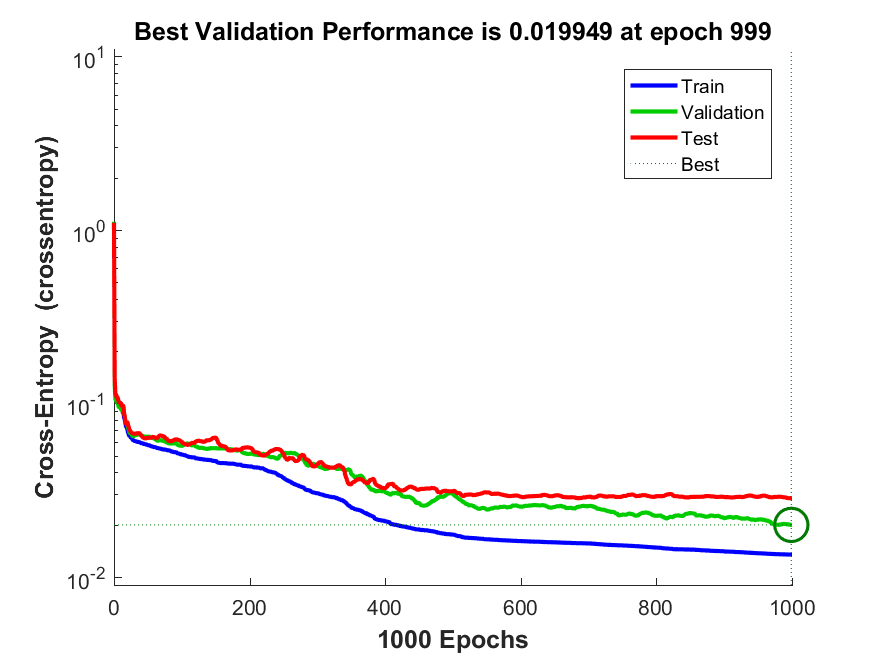 Best Validation Performance is 0.019949 at epoch 999
Cross-Entropy (crossentropy)
10^1
10^0
10^-1
10^-2
Train
Validation
Test
Best
0 200 400 600 800 1000
1000 Epochs